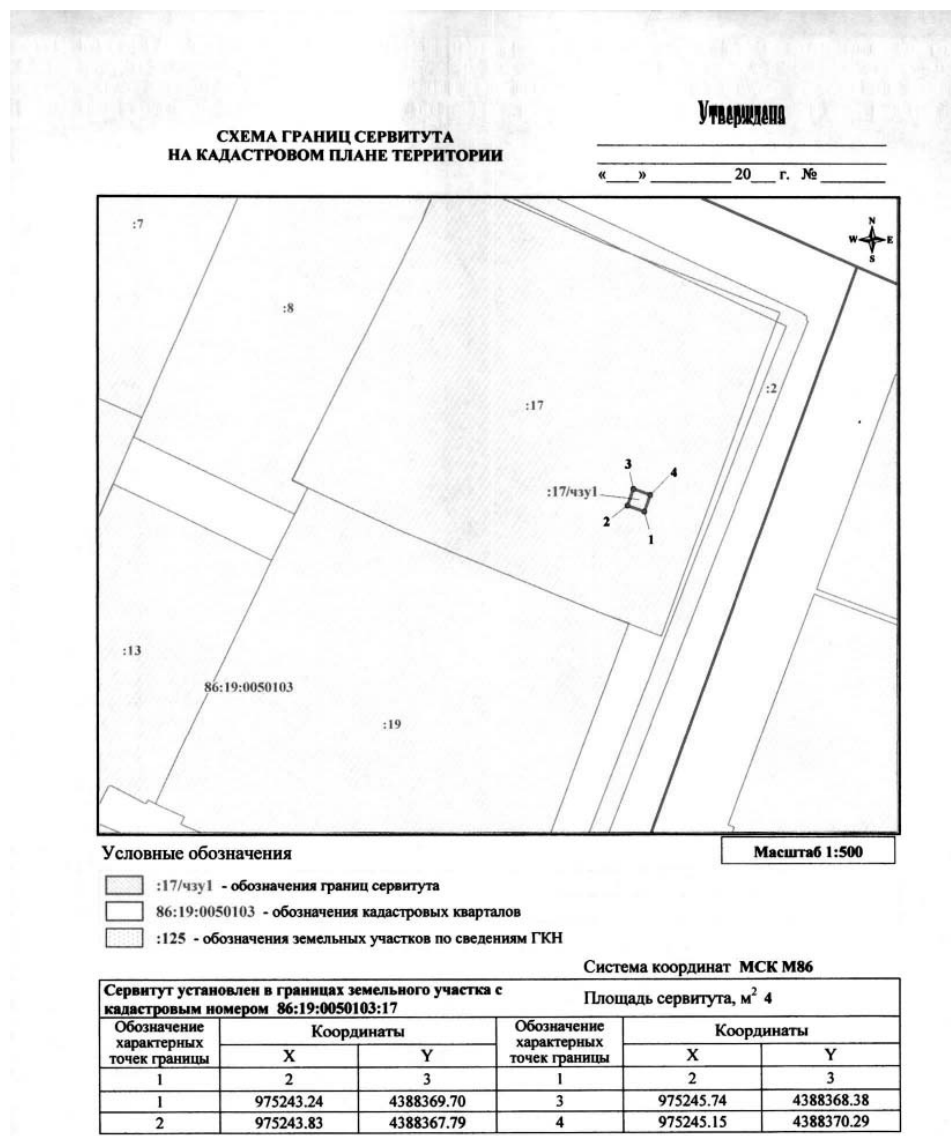 Утверждена
СХЕМА ГРАНИЦ СЕРВИТУТА
НА КАДАСТРОВОМ ПЛАНЕ ТЕРРИТОРИИ
«___» _________ 20___ г. № _______
:7
N
W E
S
:8
:2
:17
3
4
:17/чзу1
2
1
:13
86:19:0050103
:19
Условные обозначения
Масштаб 1:500
:17/чзу1 - обозначения границ сервитута
86:19:0050103 - обозначения кадастровых кварталов
:125 - обозначения земельных участков по сведениям ГКН
Система координат МСК М86
Сервитут установлен в границах земельного участка с
кадастровым номером 86:19:0050103:17
Площадь сервитута, м² 4
Обозначение
характерных
точек границы
Координаты
Обозначение
характерных
точек границы
Координаты
X Y X Y
1 2 3 1 2 3
1 975243.24 4388369.70 3 975245.74 4388368.38
2 975243.83 4388367.79 4 975245.15 4388370.29